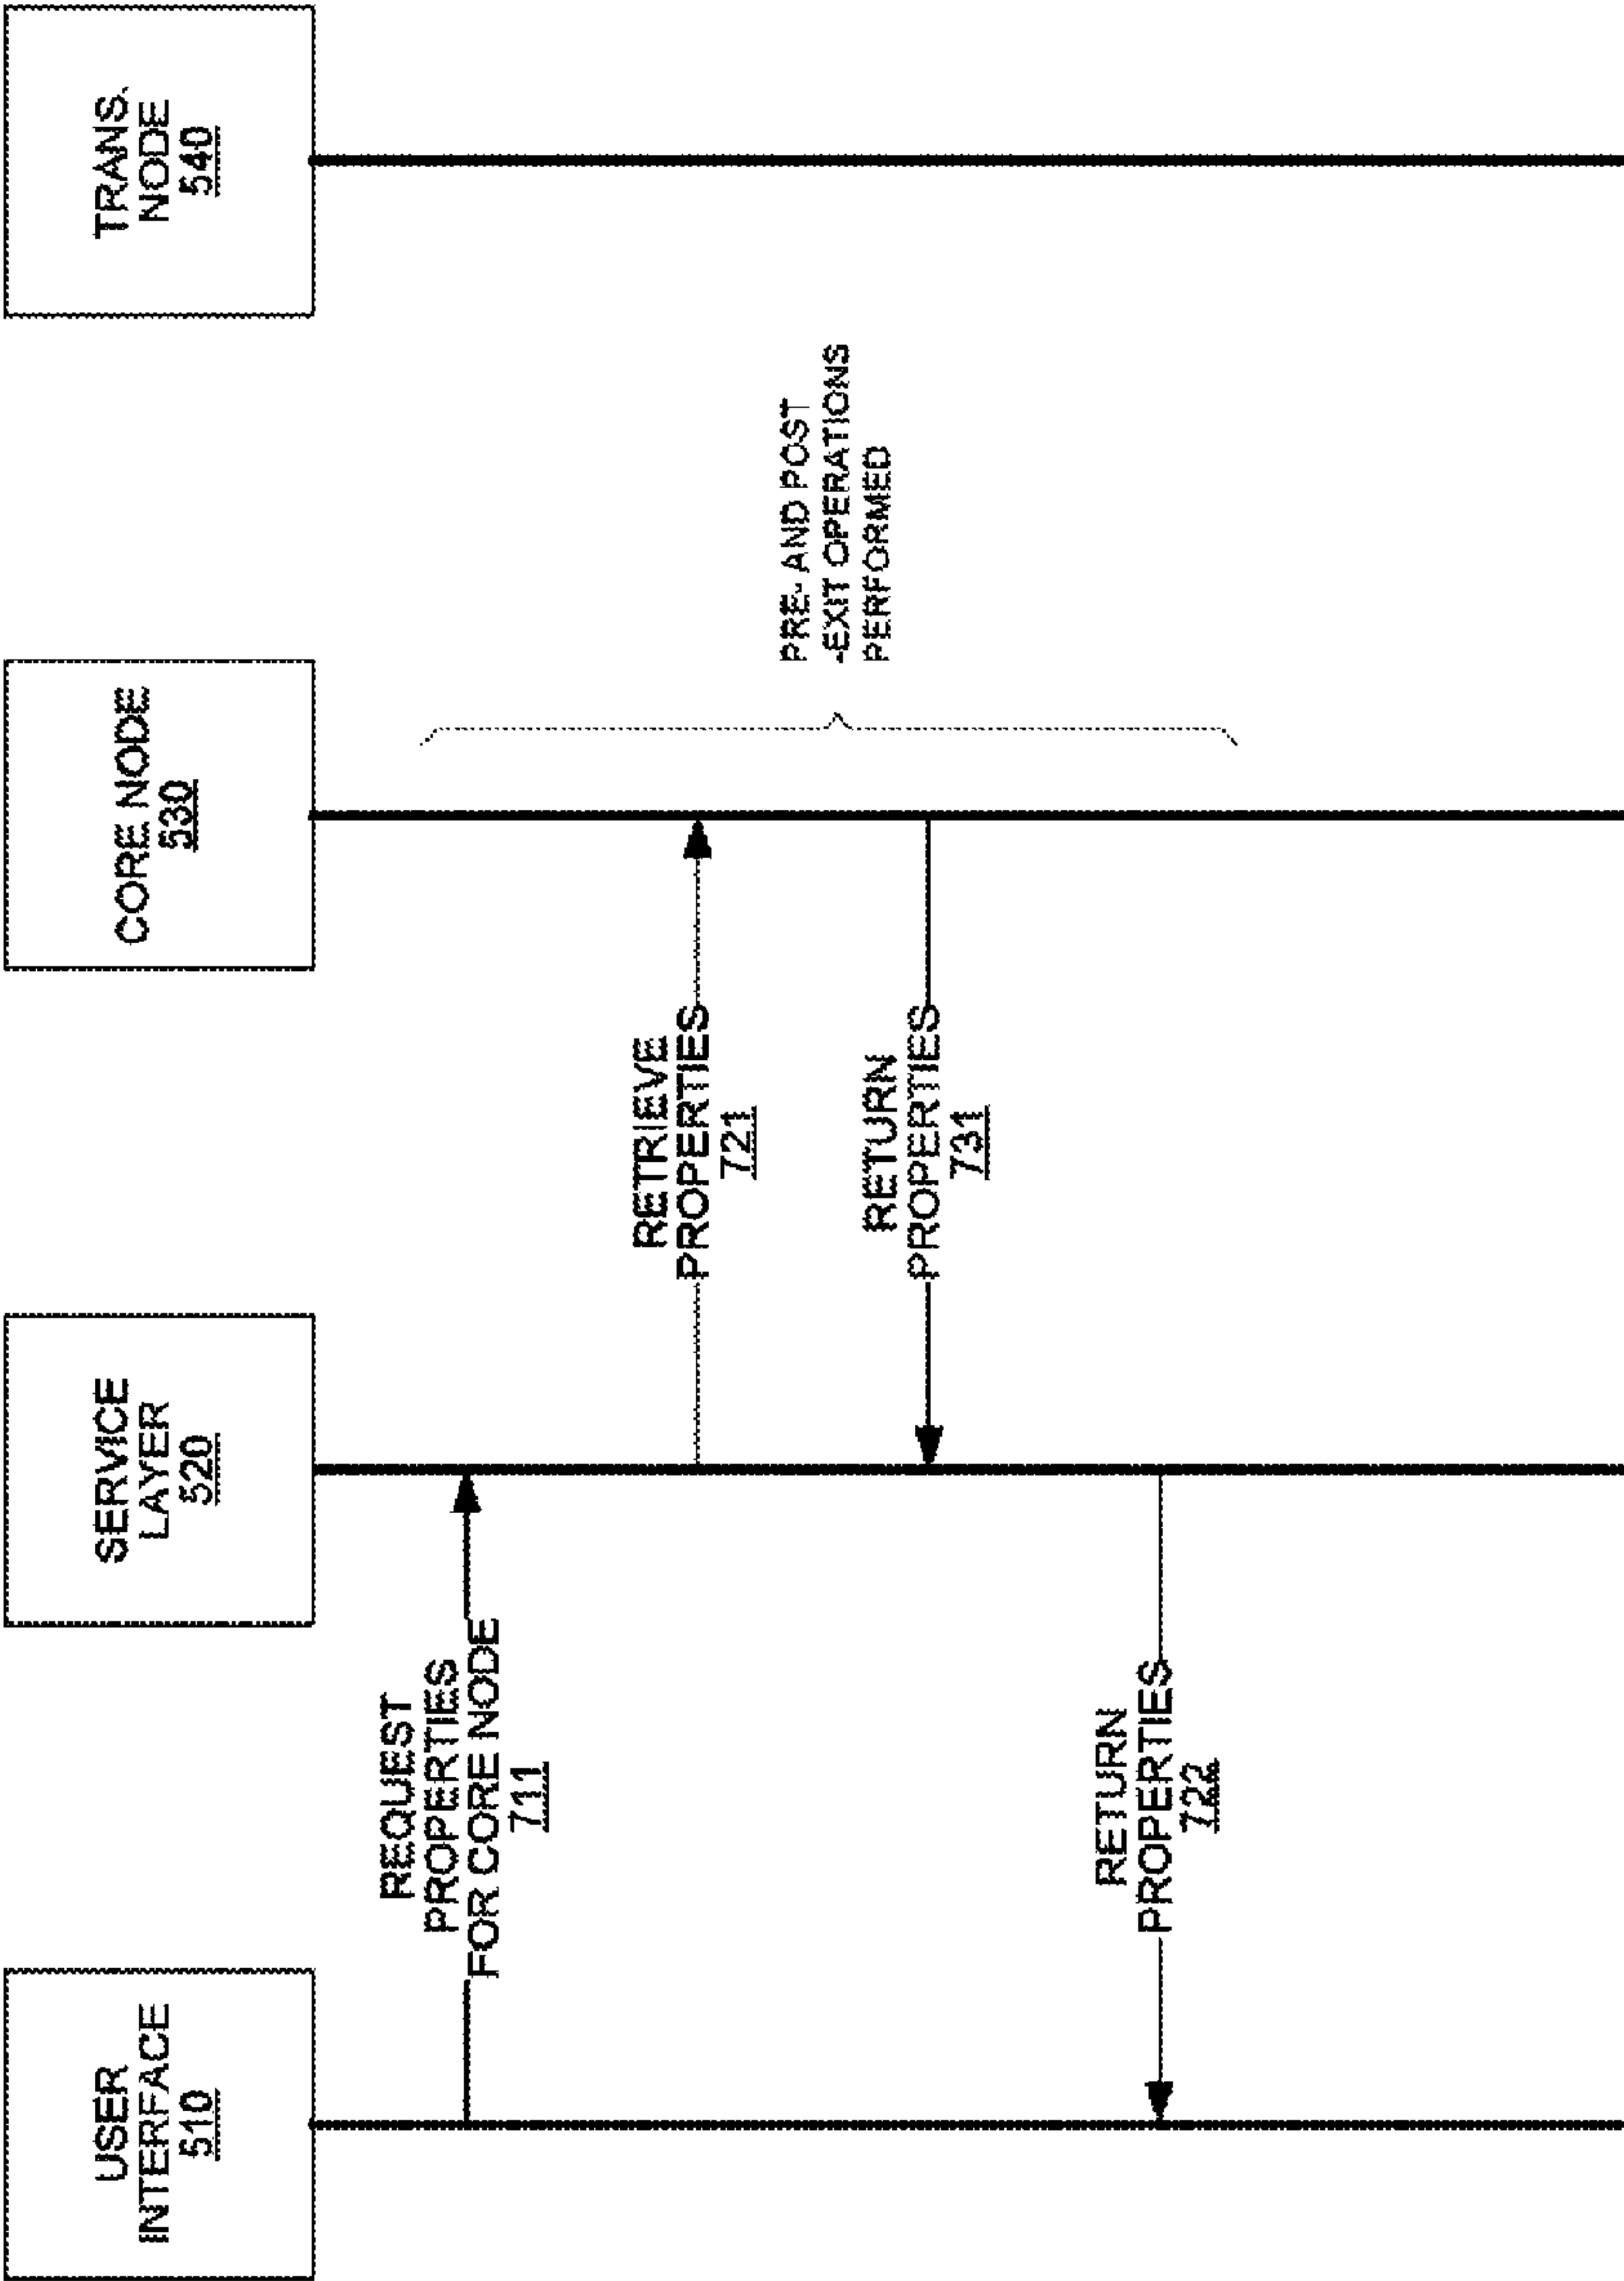 USER
INTERFACE
510
SERVICE
LAYER
520
CORE NODE
530
TRANS.
NODE
540
REQUEST
PROPERTIES
FOR CORE NODE
711
RETRIEVE
PROPERTIES
721
RETURN
PROPERTIES
731
RETURN
PROPERTIES
722
PRE- AND POST
-EXIT OPERATIONS
PERFORMED